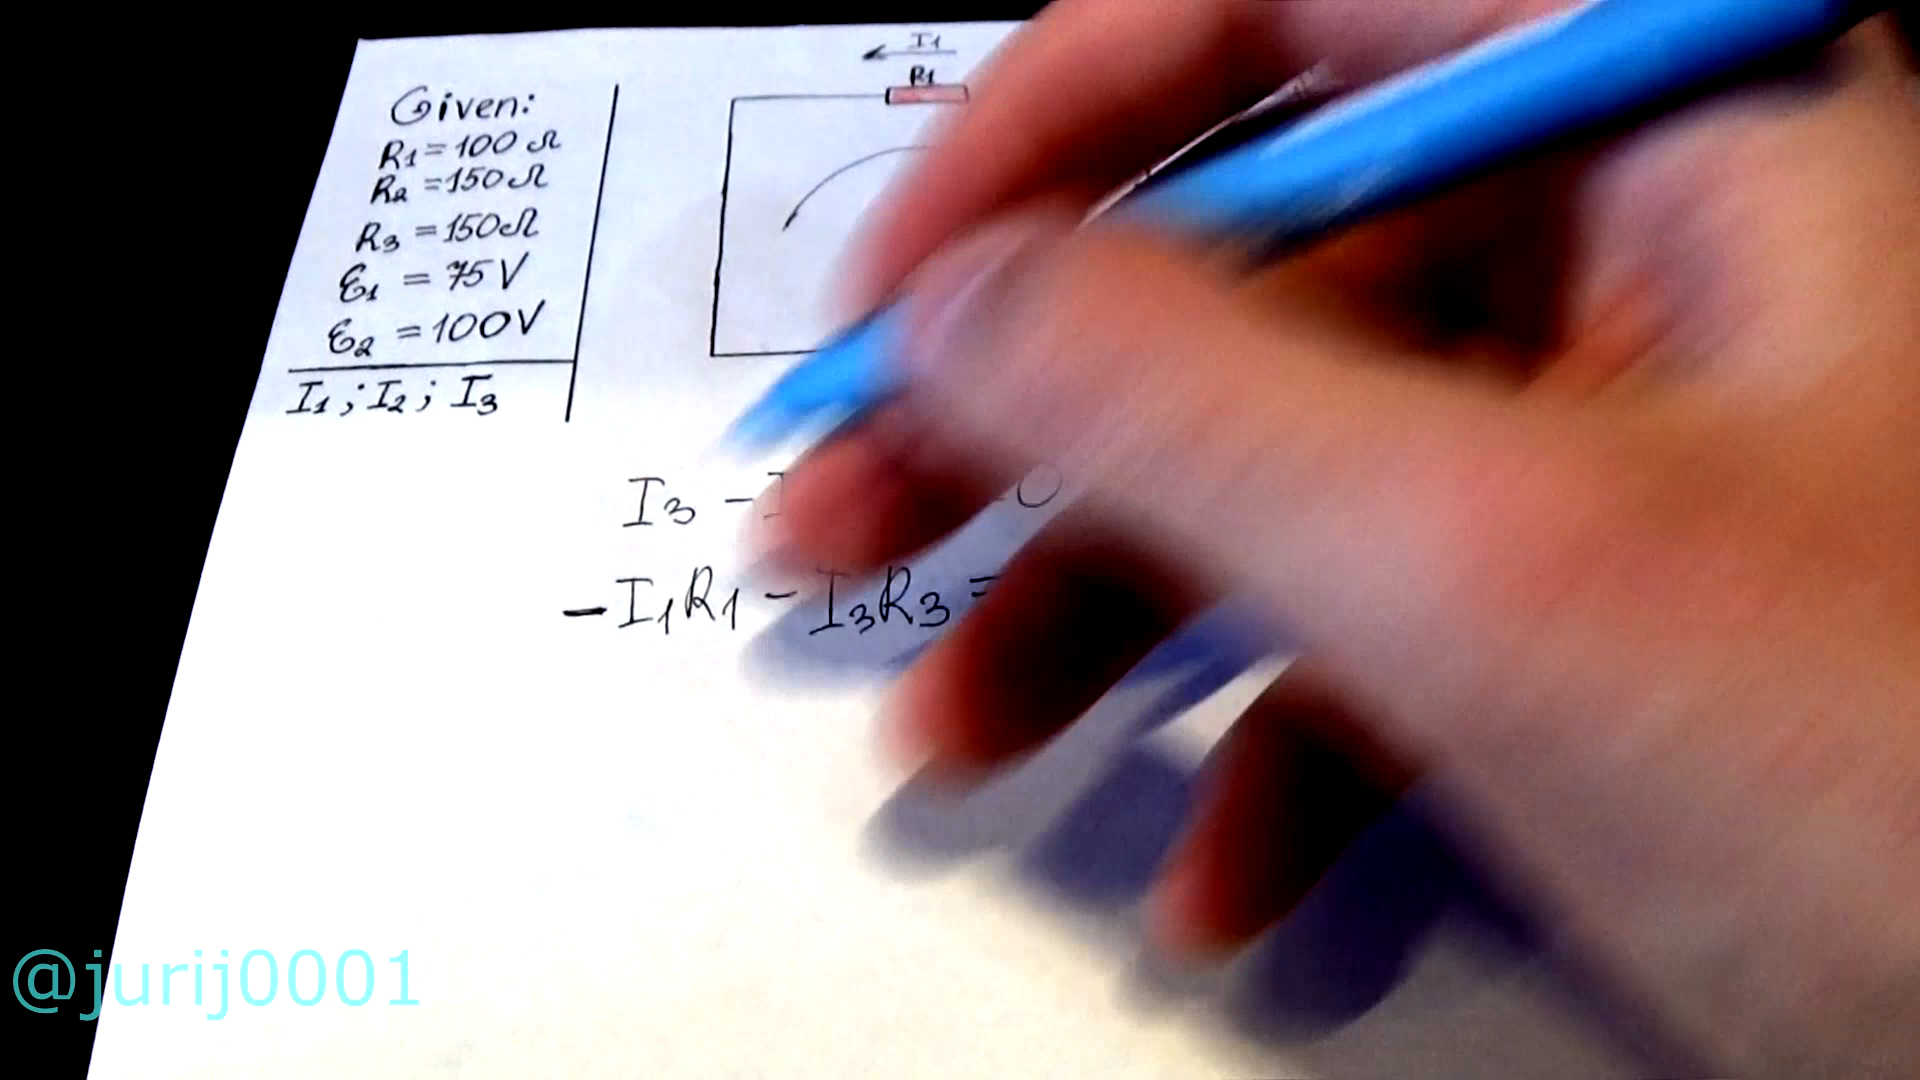 I1
R1
Given:
R1 = 100 Ω
R2 = 150 Ω
R3 = 150 Ω
ε1 = 75 V
ε2 = 100 V
I1 ; I2 ; I3
I3 -
0
-I1R1 - I3R3 =
@jurij0001